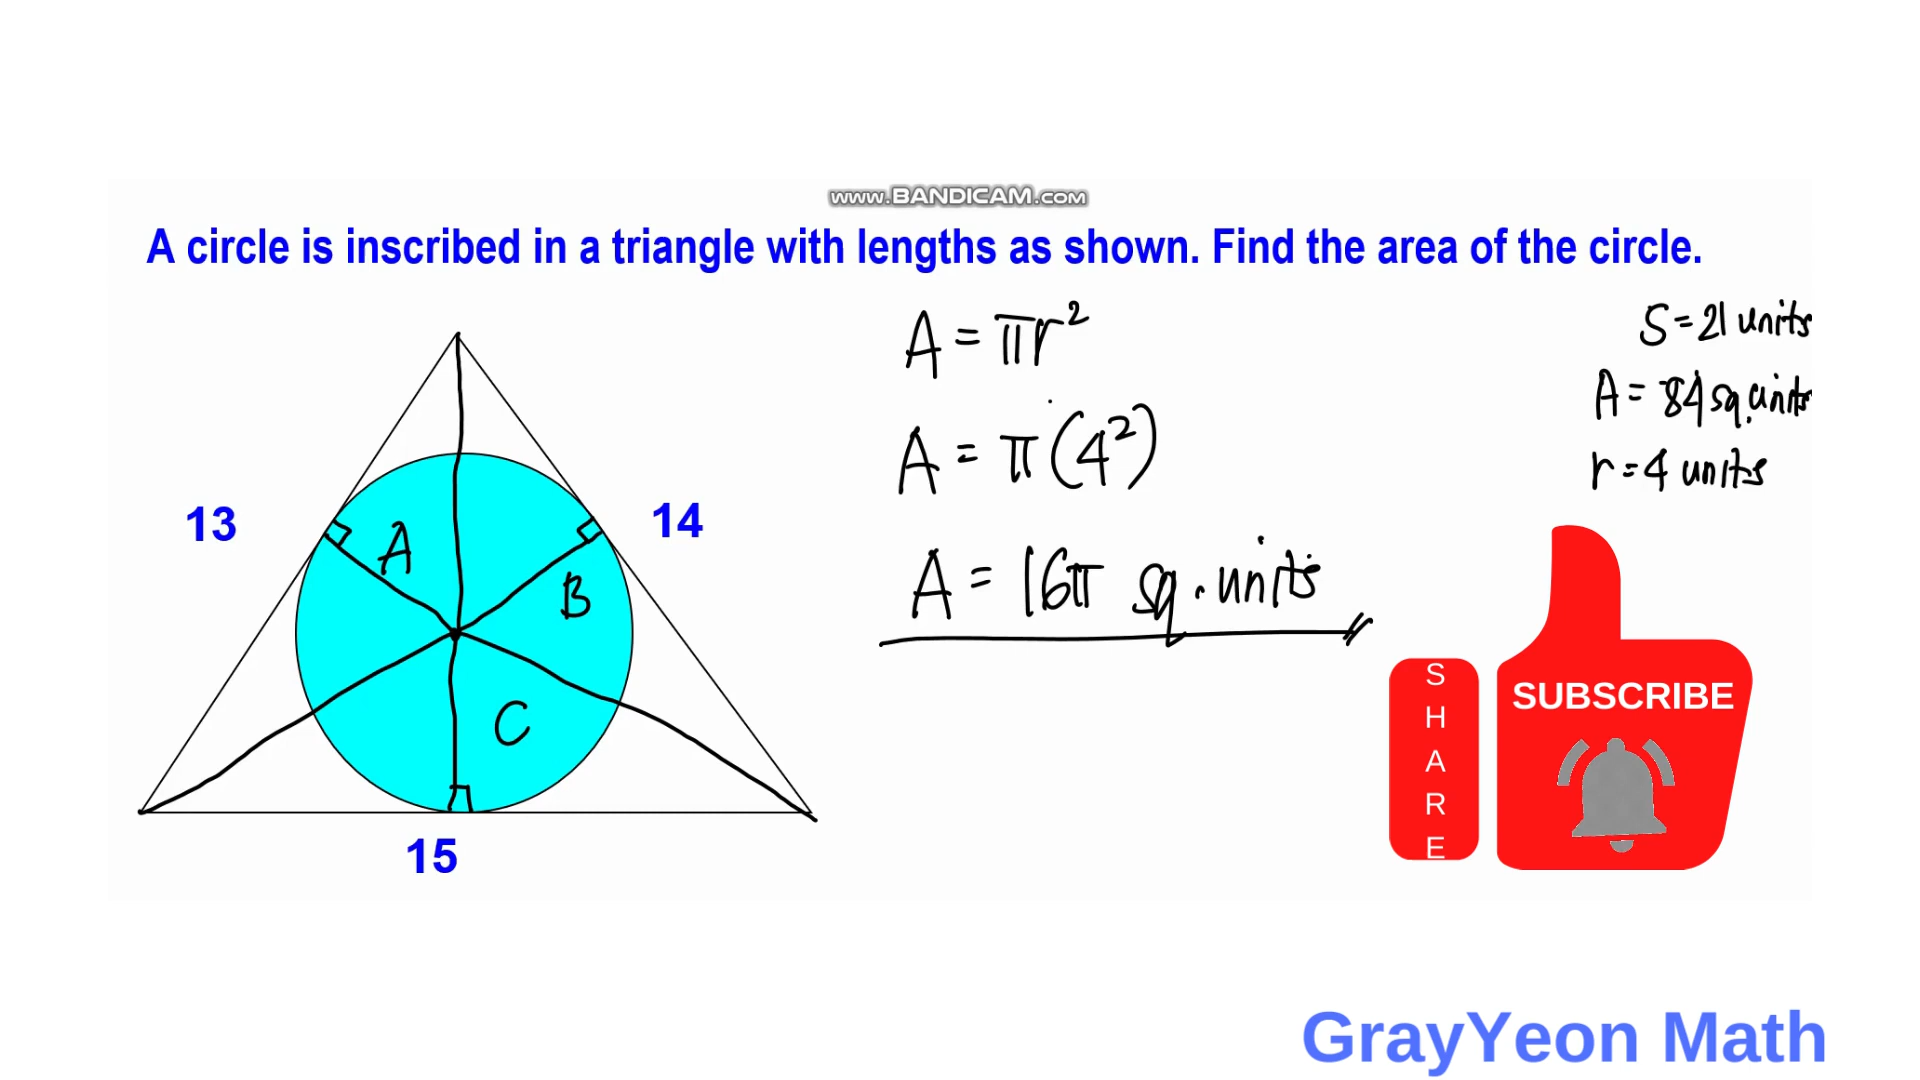 www.BANDICAM.com
A circle is inscribed in a triangle with lengths as shown. Find the area of the circle.
A = πr²
S = 21 units
A = 84 sq. units
A = π(4²)
r = 4 units
13
14
A
B
A = 16π sq. units
C
15
SHARE
SUBSCRIBE
GrayYeon Math